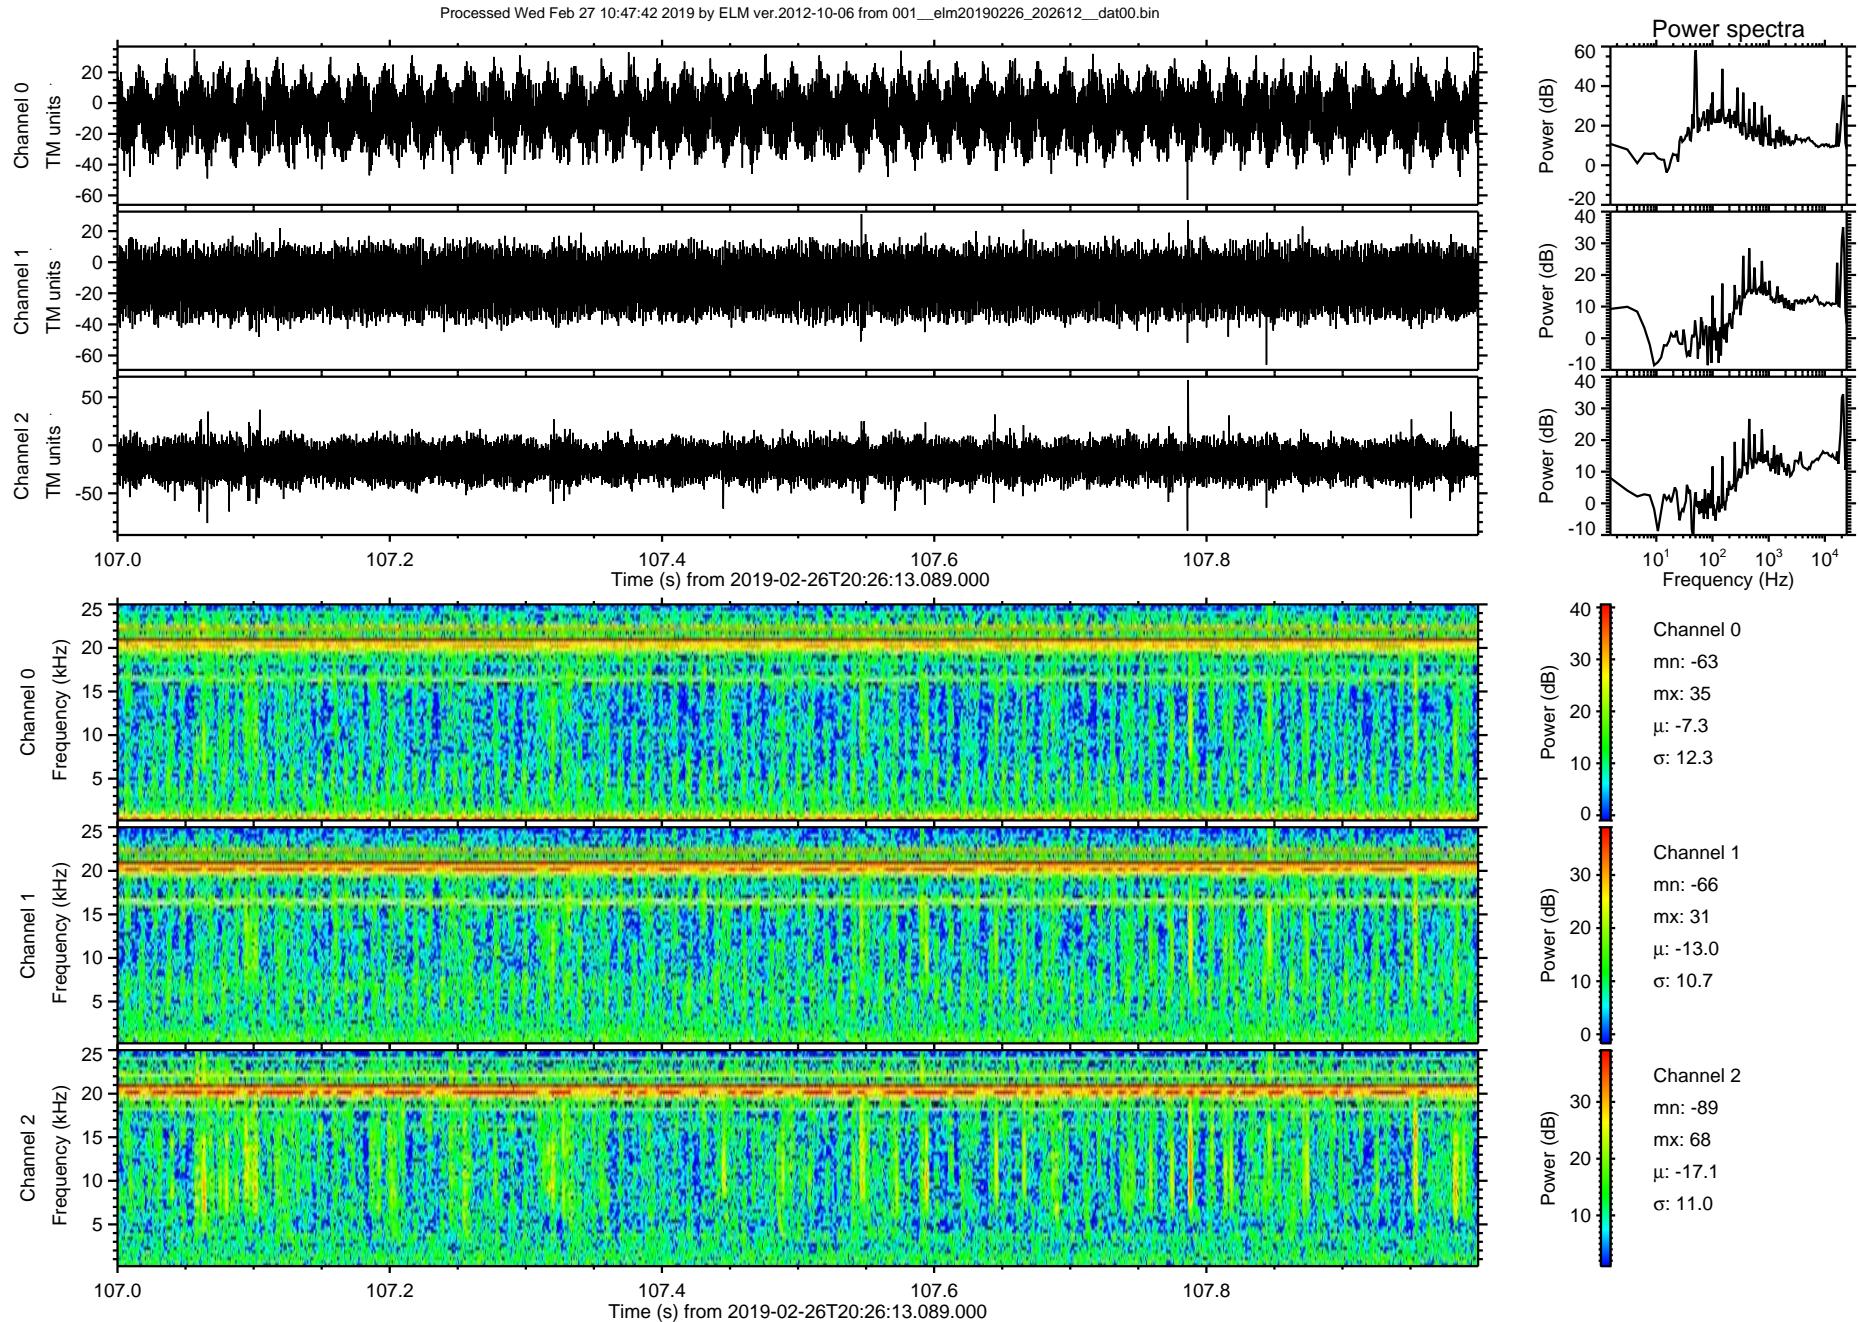 Processed Wed Feb 27 10:47:42 2019 by ELM ver.2012-10-06 from 001__elm20190226_202612__dat00.bin
Power spectra
Channel 0
TM units
20
0
-20
-40
-60
Power (dB)
60
40
20
0
-20
Channel 1
TM units
20
0
-20
-40
-60
Power (dB)
40
30
20
10
0
-10
Channel 2
TM units
50
0
-50
Power (dB)
40
30
20
10
0
-10
107.0 107.2 107.4 107.6 107.8
Time (s) from 2019-02-26T20:26:13.089.000
10¹ 10² 10³ 10⁴
Frequency (Hz)
Channel 0
Frequency (kHz)
25
20
15
10
5
Power (dB)
40
30
20
10
0
Channel 0
mn: -63
mx: 35
μ: -7.3
σ: 12.3
Channel 1
Frequency (kHz)
25
20
15
10
5
Power (dB)
30
20
10
0
Channel 1
mn: -66
mx: 31
μ: -13.0
σ: 10.7
Channel 2
Frequency (kHz)
25
20
15
10
5
Power (dB)
30
20
10
Channel 2
mn: -89
mx: 68
μ: -17.1
σ: 11.0
107.0 107.2 107.4 107.6 107.8
Time (s) from 2019-02-26T20:26:13.089.000